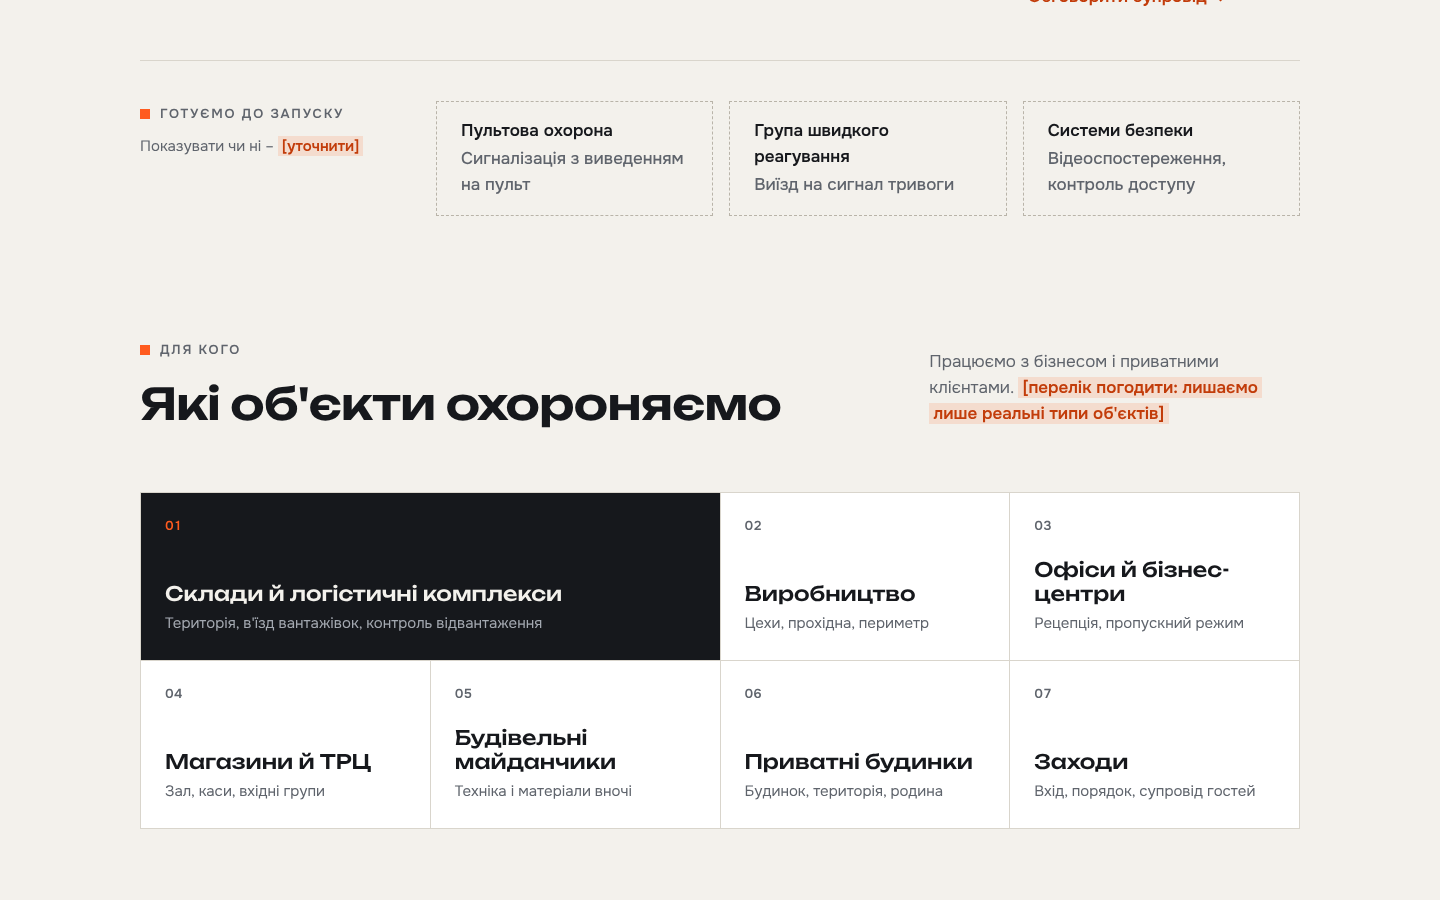 ГОТУЄМО ДО ЗАПУСКУ
Показувати чи ні – [уточнити]
Пультова охорона
Сигналізація з виведенням
на пульт
Група швидкого
реагування
Виїзд на сигнал тривоги
Системи безпеки
Відеоспостереження,
контроль доступу
ДЛЯ КОГО
Які об'єкти охороняємо
Працюємо з бізнесом і приватними
клієнтами. [перелік погодити: лишаємо
лише реальні типи об'єктів]
01
Склади й логістичні комплекси
Територія, в'їзд вантажівок, контроль відвантаження
02
Виробництво
Цехи, прохідна, периметр
03
Офіси й бізнес-
центри
Рецепція, пропускний режим
04
Магазини й ТРЦ
Зал, каси, вхідні групи
05
Будівельні
майданчики
Техніка і матеріали вночі
06
Приватні будинки
Будинок, територія, родина
07
Заходи
Вхід, порядок, супровід гостей